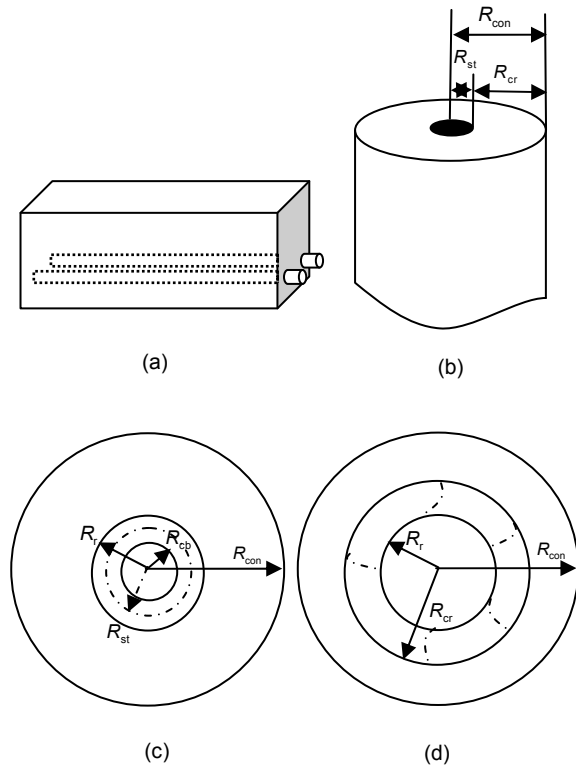 R_con
R_st
R_cr
(a)
(b)
R_r
R_cb
R_con
R_st
(c)
R_r
R_con
R_cr
(d)